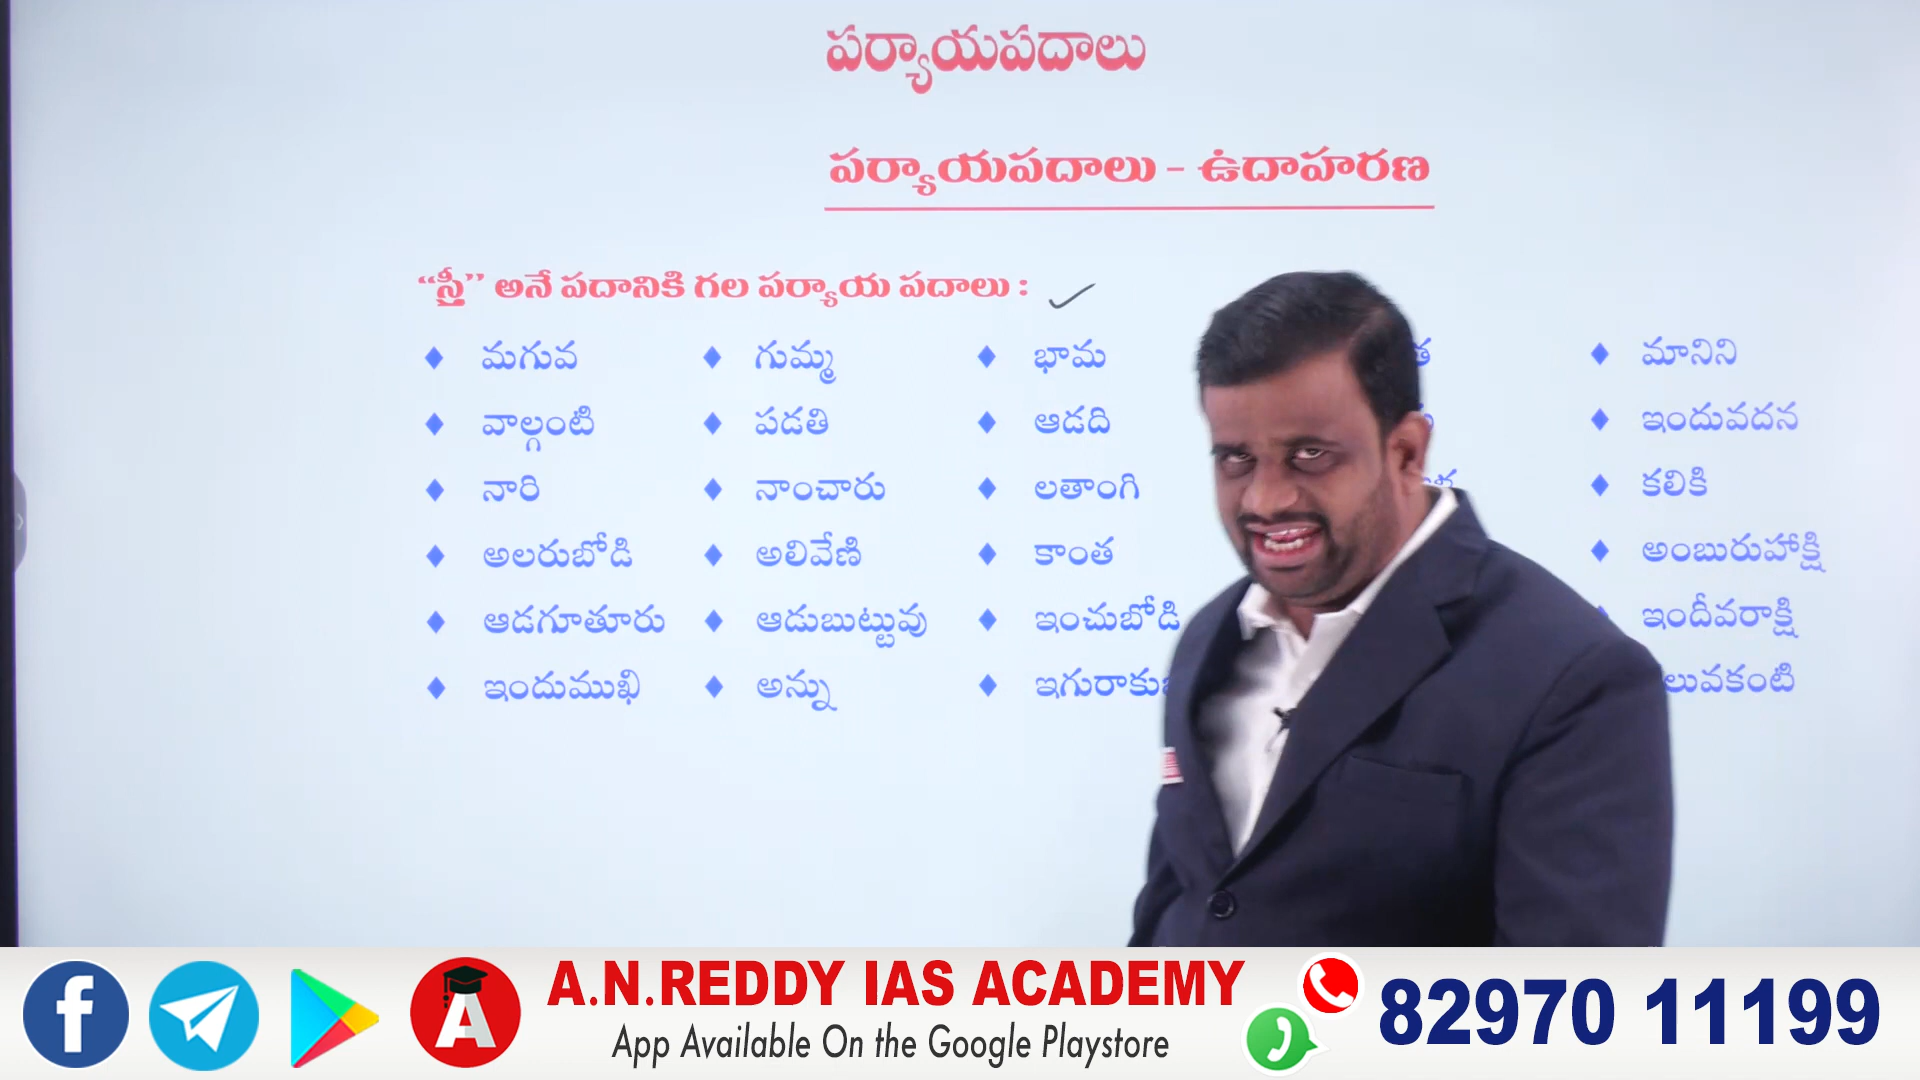 పర్యాయపదాలు
పర్యాయపదాలు - ఉదాహరణ
“స్త్రీ” అనే పదానికి గల పర్యాయ పదాలు :
మగువ గుమ్మ భామ మానిని
వాల్గంటి పడతి ఆడది ఇందువదన
నారి నాంచారు లతాంగి కలికి
అలరుబోడి అలివేణి కాంత అంబురుహాక్షి
ఆడగూతూరు ఆడుబుట్టువు ఇంచుబోడి ఇందీవరాక్షి
ఇందుముఖి అన్ను
A.N.REDDY IAS ACADEMY
App Available On the Google Playstore
82970 11199